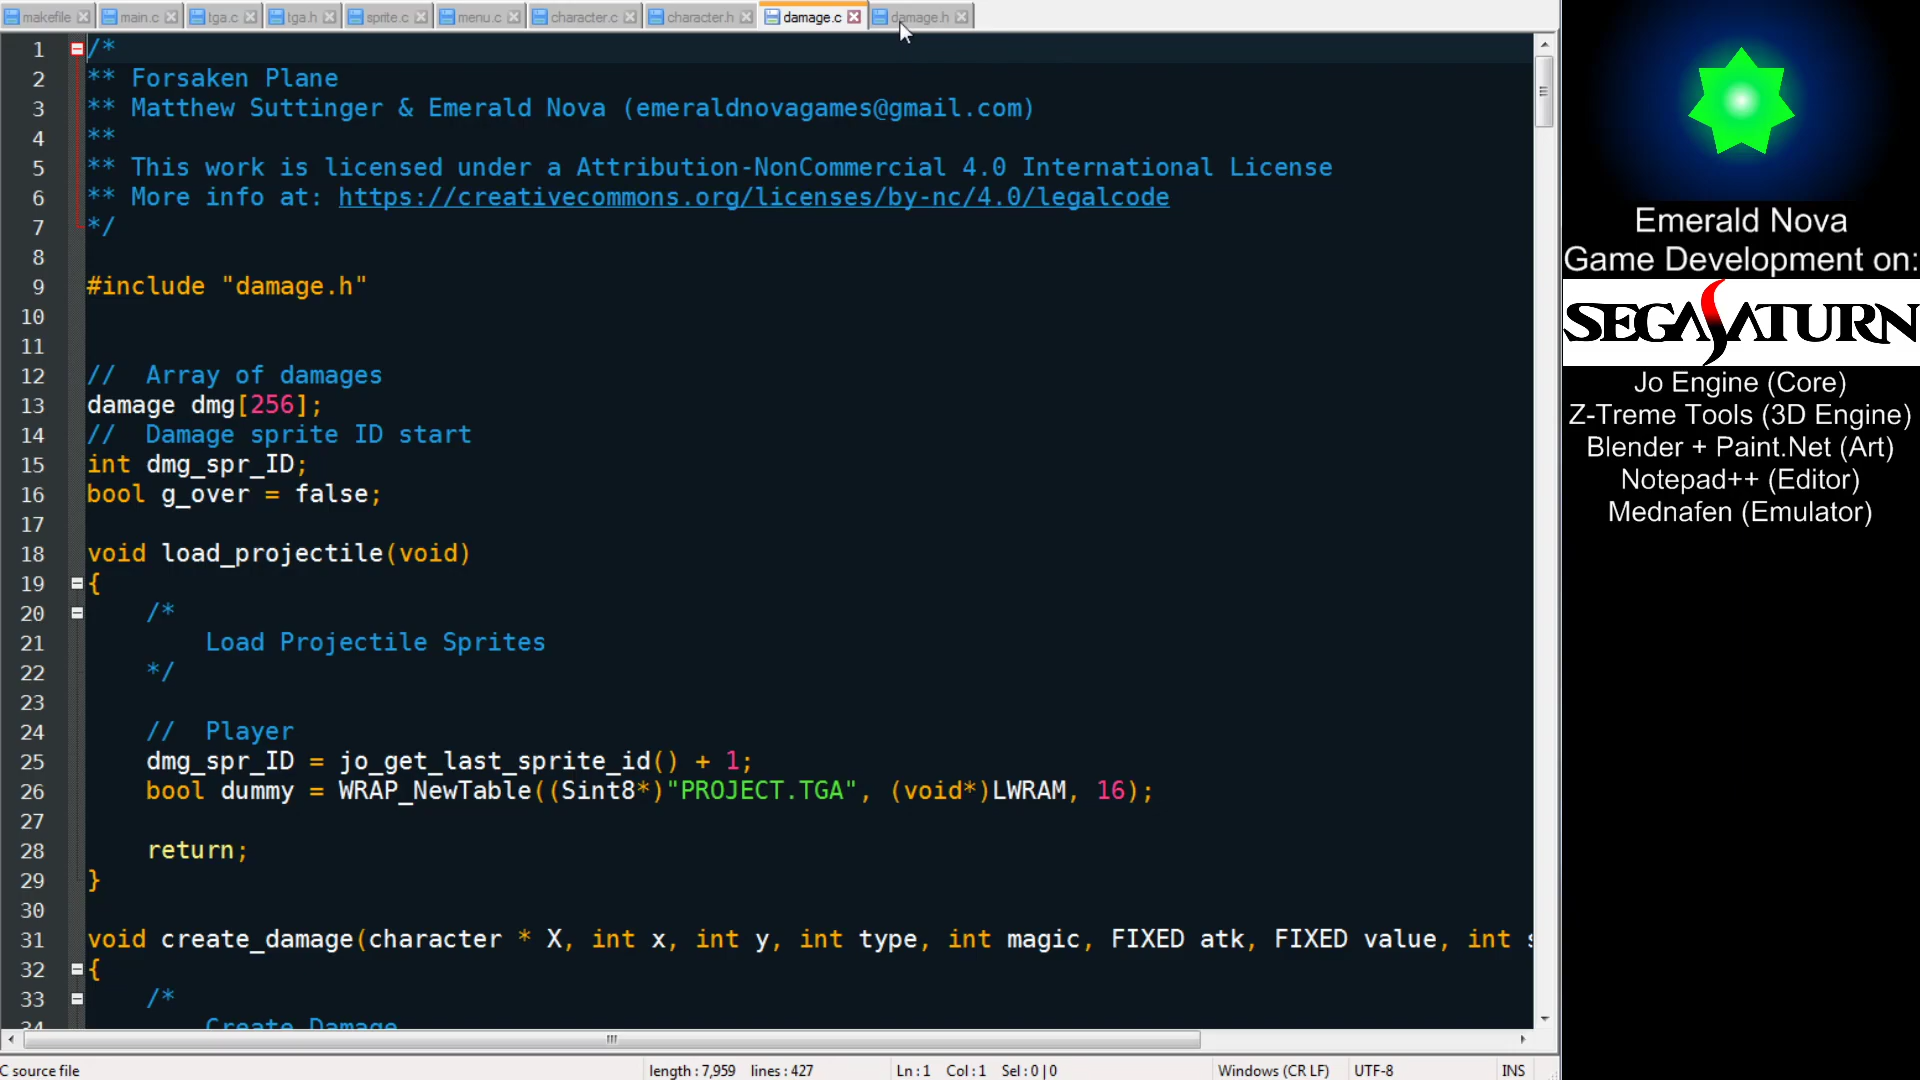 makefile main.c tga.c tga.h sprite.c menu.c character.c character.h damage.c damage.h
1 /*
2 ** Forsaken Plane
3 ** Matthew Suttinger & Emerald Nova (emeraldnovagames@gmail.com)
4 **
5 ** This work is licensed under a Attribution-NonCommercial 4.0 International License
6 ** More info at: https://creativecommons.org/licenses/by-nc/4.0/legalcode
7 */
8
9 #include "damage.h"
10
11
12 // Array of damages
13 damage dmg[256];
14 // Damage sprite ID start
15 int dmg_spr_ID;
16 bool g_over = false;
17
18 void load_projectile(void)
19 {
20 /*
21 Load Projectile Sprites
22 */
23
24 // Player
25 dmg_spr_ID = jo_get_last_sprite_id() + 1;
26 bool dummy = WRAP_NewTable((Sint8*)"PROJECT.TGA", (void*)LWRAM, 16);
27
28 return;
29 }
30
31 void create_damage(character * X, int x, int y, int type, int magic, FIXED atk, FIXED value, int s
32 {
33 /*
34 Create Damage
C source file length : 7,959 lines : 427 Ln : 1 Col : 1 Sel : 0 | 0 Windows (CR LF) UTF-8 INS
Emerald Nova
Game Development on:
SEGA SATURN
Jo Engine (Core)
Z-Treme Tools (3D Engine)
Blender + Paint.Net (Art)
Notepad++ (Editor)
Mednafen (Emulator)